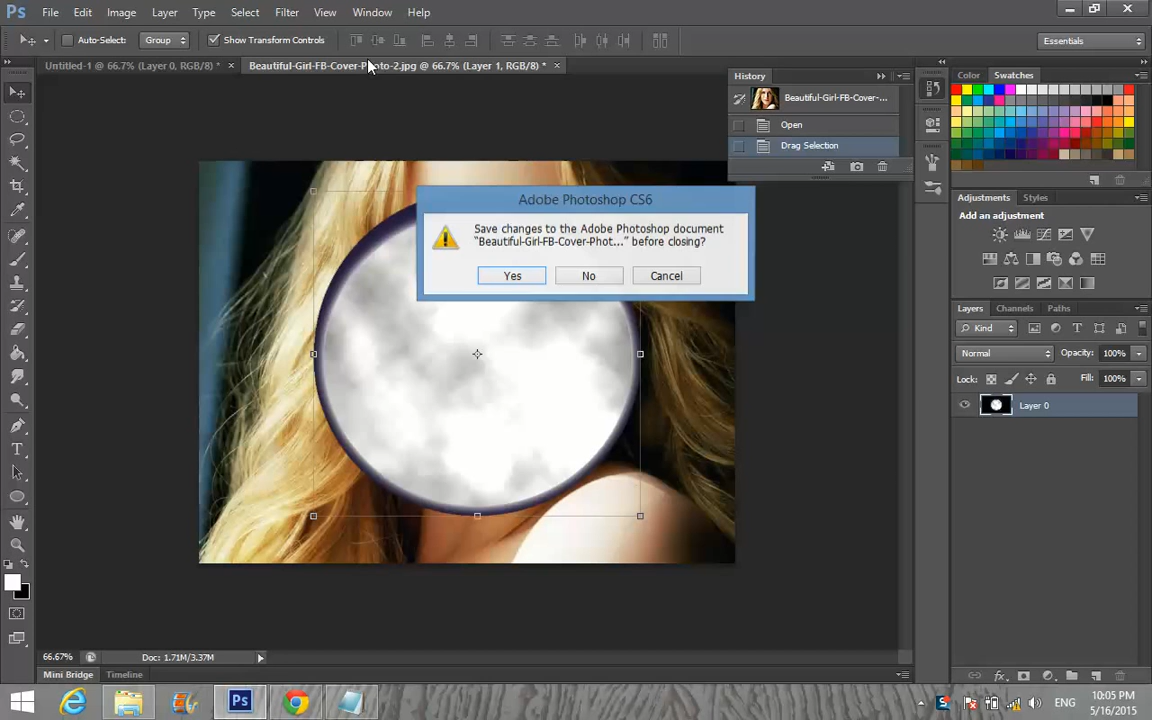 Ps File Edit Image Layer Type Select Filter View Window Help
Auto-Select: Group Show Transform Controls Essentials
Untitled-1 @ 66.7% (Layer 0, RGB/8) * × Beautiful-Girl-FB-Cover-Photo-2.jpg @ 66.7% (Layer 1, RGB/8) * ×
History
Beautiful-Girl-FB-Cover-...
Open
Drag Selection
Color Swatches
Adjustments Styles
Add an adjustment
Layers Channels Paths
Kind
Normal Opacity: 100%
Lock: Fill: 100%
Layer 0
Adobe Photoshop CS6
Save changes to the Adobe Photoshop document
“Beautiful-Girl-FB-Cover-Phot...” before closing?
Yes No Cancel
66.67% Doc: 1.71M/3.37M
Mini Bridge Timeline
Ps ENG 10:05 PM
5/16/2015